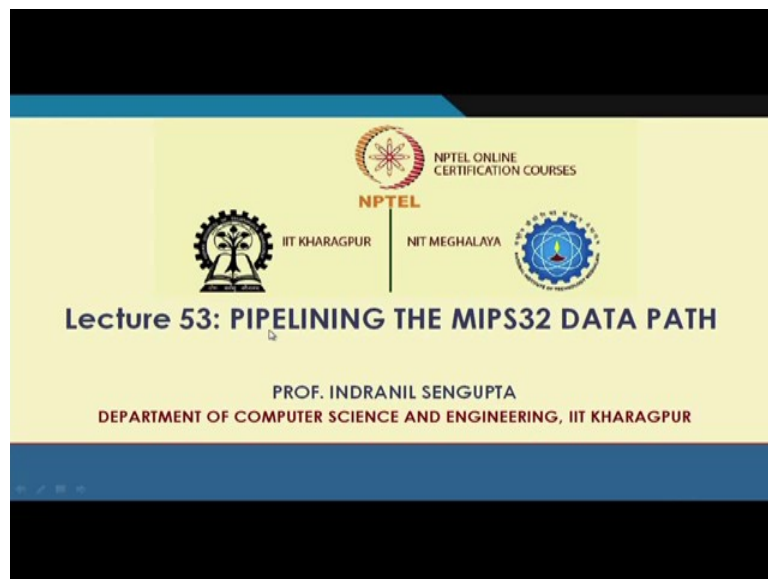 NPTEL ONLINE
CERTIFICATION COURSES
NPTEL
IIT KHARAGPUR
NIT MEGHALAYA
Lecture 53: PIPELINING THE MIPS32 DATA PATH
PROF. INDRANIL SENGUPTA
DEPARTMENT OF COMPUTER SCIENCE AND ENGINEERING, IIT KHARAGPUR